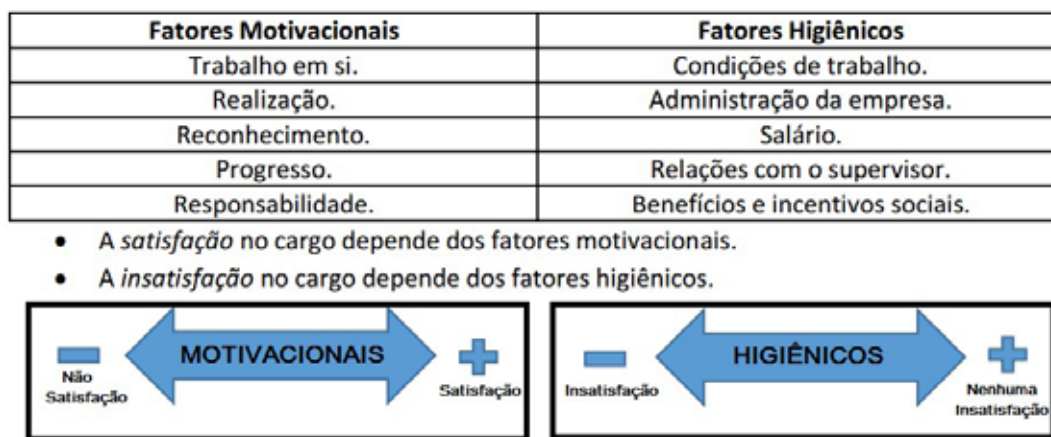 Fatores Motivacionais Fatores Higiênicos
Trabalho em si. Condições de trabalho.
Realização. Administração da empresa.
Reconhecimento. Salário.
Progresso. Relações com o supervisor.
Responsabilidade. Benefícios e incentivos sociais.
• A satisfação no cargo depende dos fatores motivacionais.
• A insatisfação no cargo depende dos fatores higiênicos.
MOTIVACIONAIS
Não
Satisfação
Satisfação
HIGIÊNICOS
Insatisfação
Nenhuma
Insatisfação